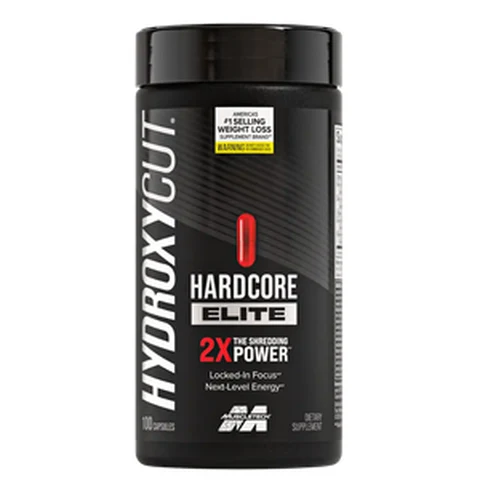 AMERICA'S
#1 SELLING
WEIGHT LOSS
SUPPLEMENT BRAND
WARNING
HYDROXYCUT®
HARDCORE
ELITE
2X THE SHREDDING
POWER
Locked-In Focus
Next-Level Energy
MUSCLETECH
100 CAPSULES
DIETARY
SUPPLEMENT